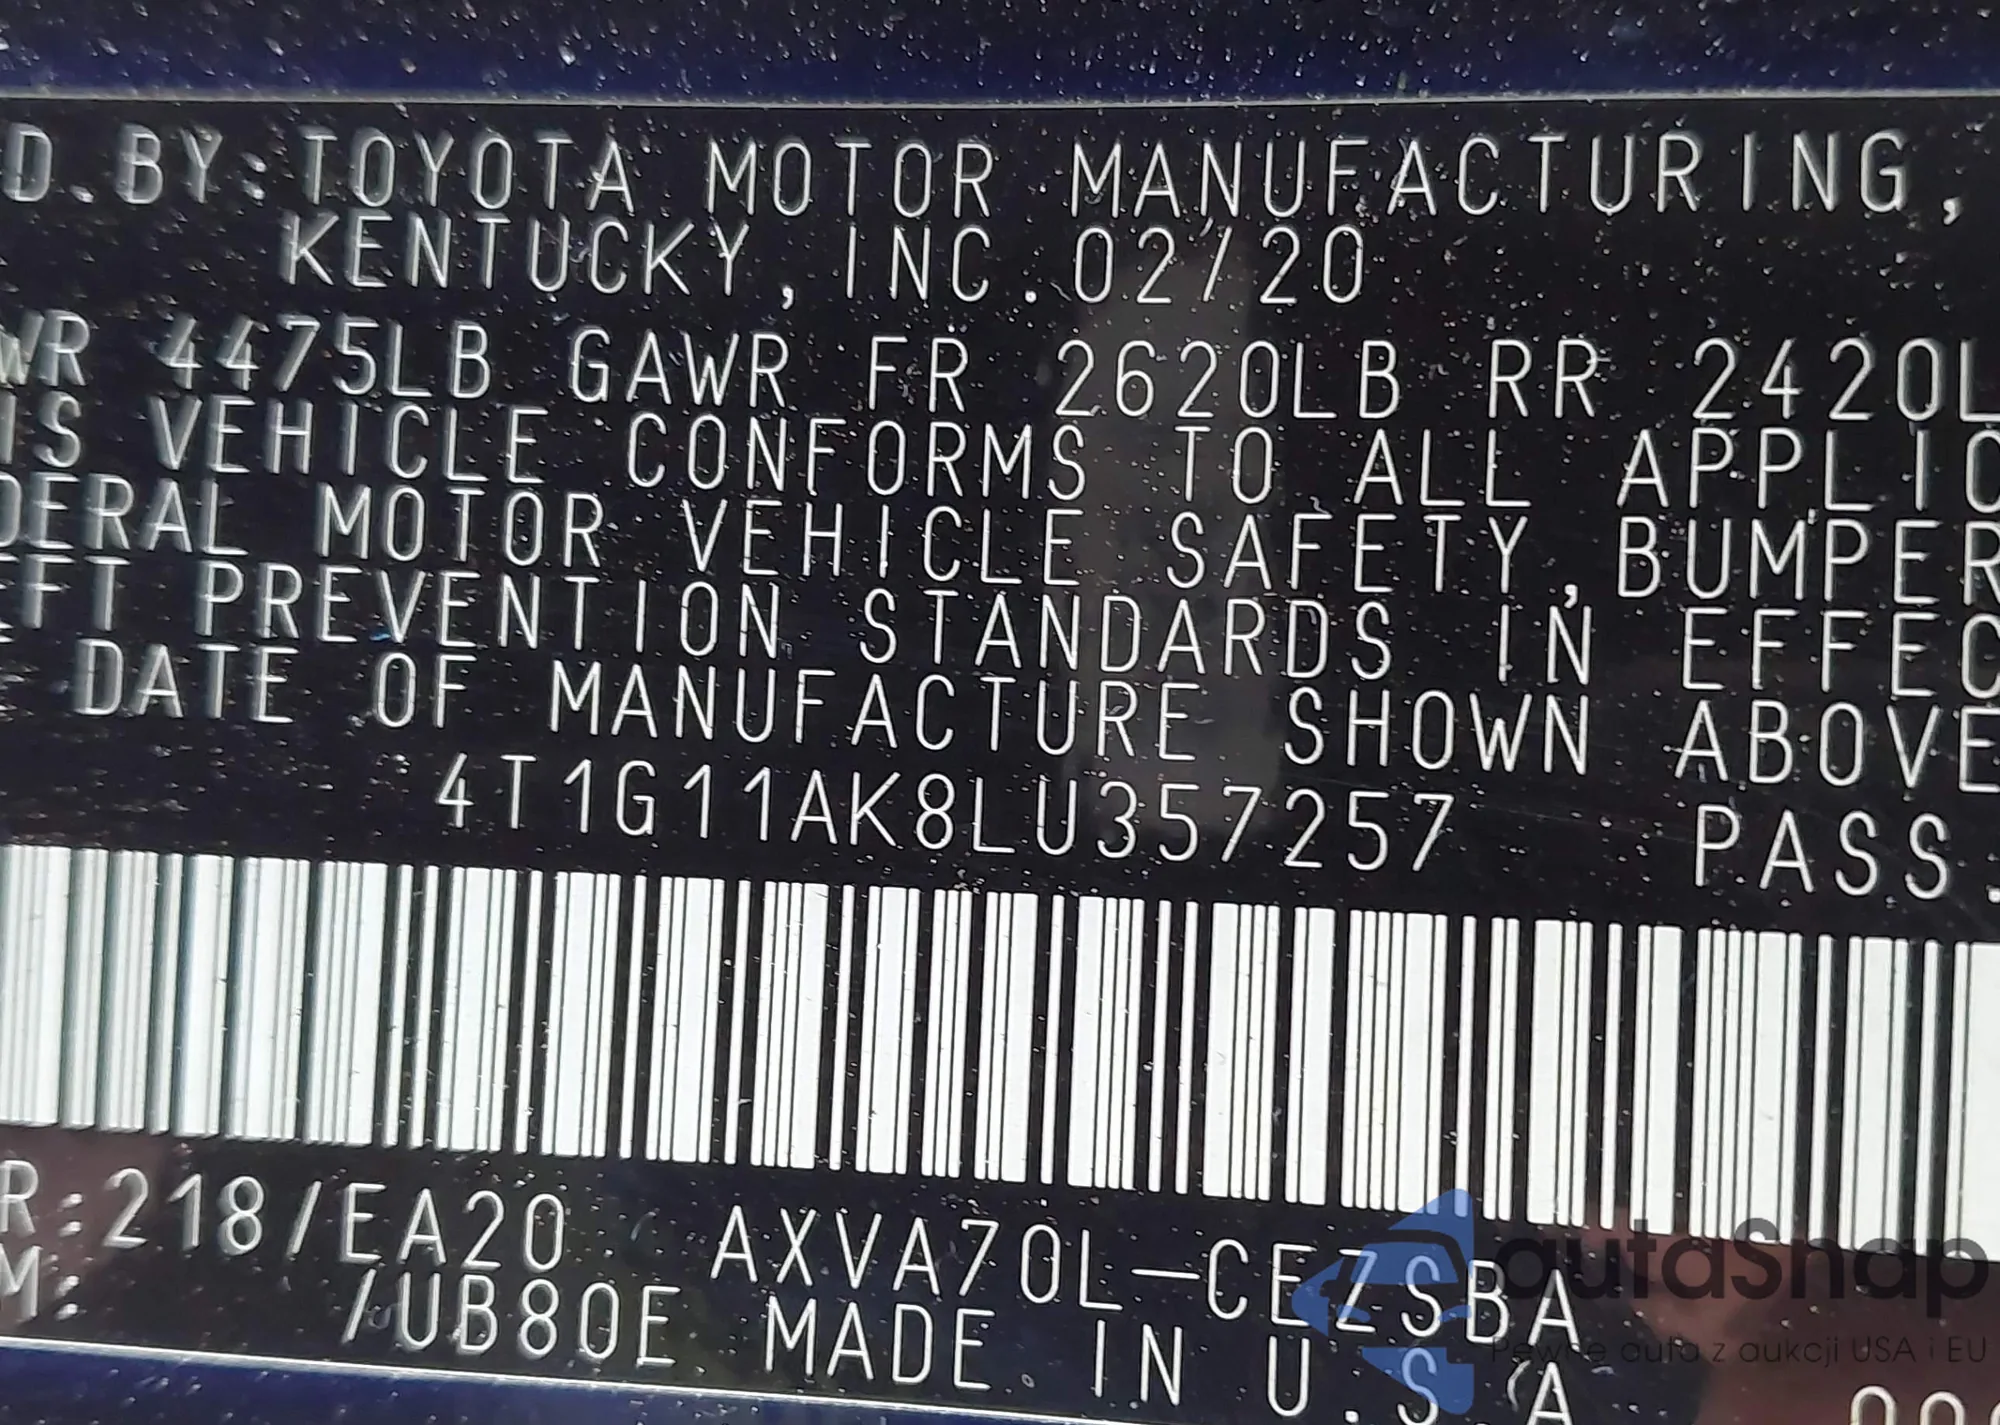 D.BY:TOYOTA MOTOR MANUFACTURING,
KENTUCKY, INC.02/20
WR 4475LB GAWR FR 2620LB RR 2420L
IS VEHICLE CONFORMS TO ALL APPLIC
DERAL MOTOR VEHICLE SAFETY,BUMPER
EFT PREVENTION STANDARDS IN EFFEC
DATE OF MANUFACTURE SHOWN ABOVE
4T1G11AK8LU357257 PASS.
R:218/EA20 AXVA70L-CEZSBA
M: /UB80E MADE IN U.S.A
autaSnap
Pewne auta z aukcji USA i EU